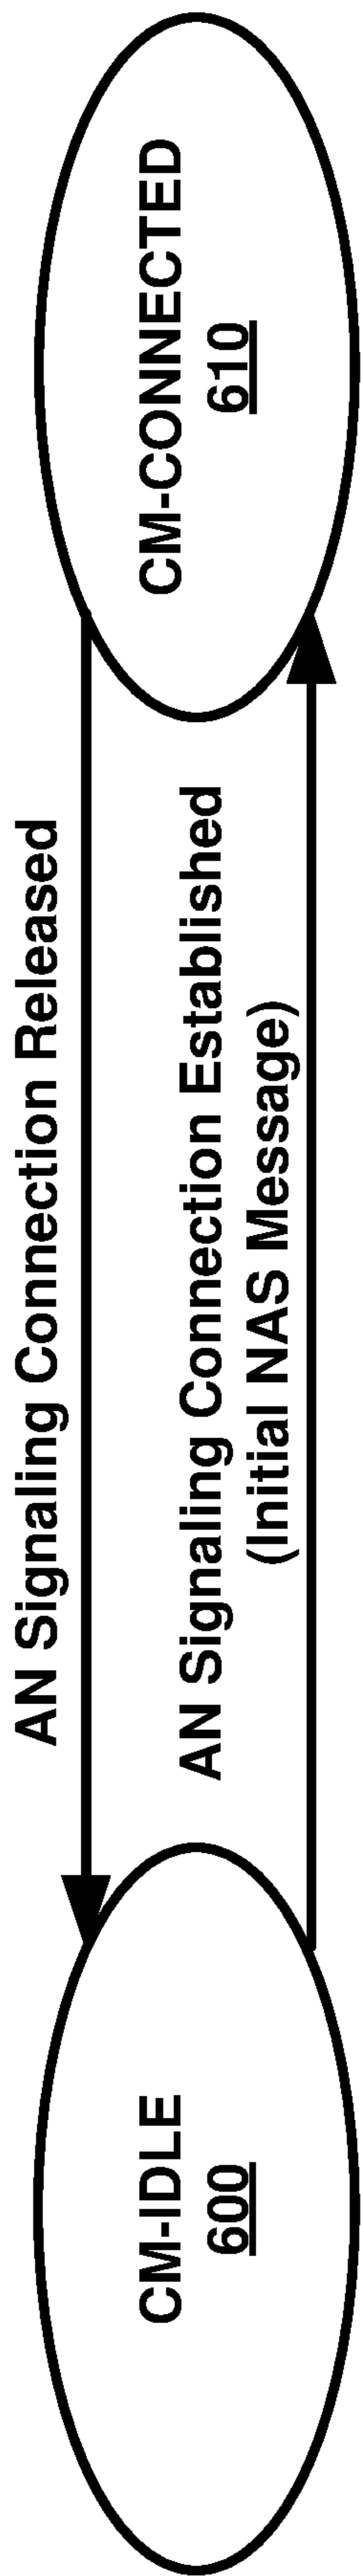 AN Signaling Connection Released
CM-IDLE
600
AN Signaling Connection Established
(Initial NAS Message)
CM-CONNECTED
610